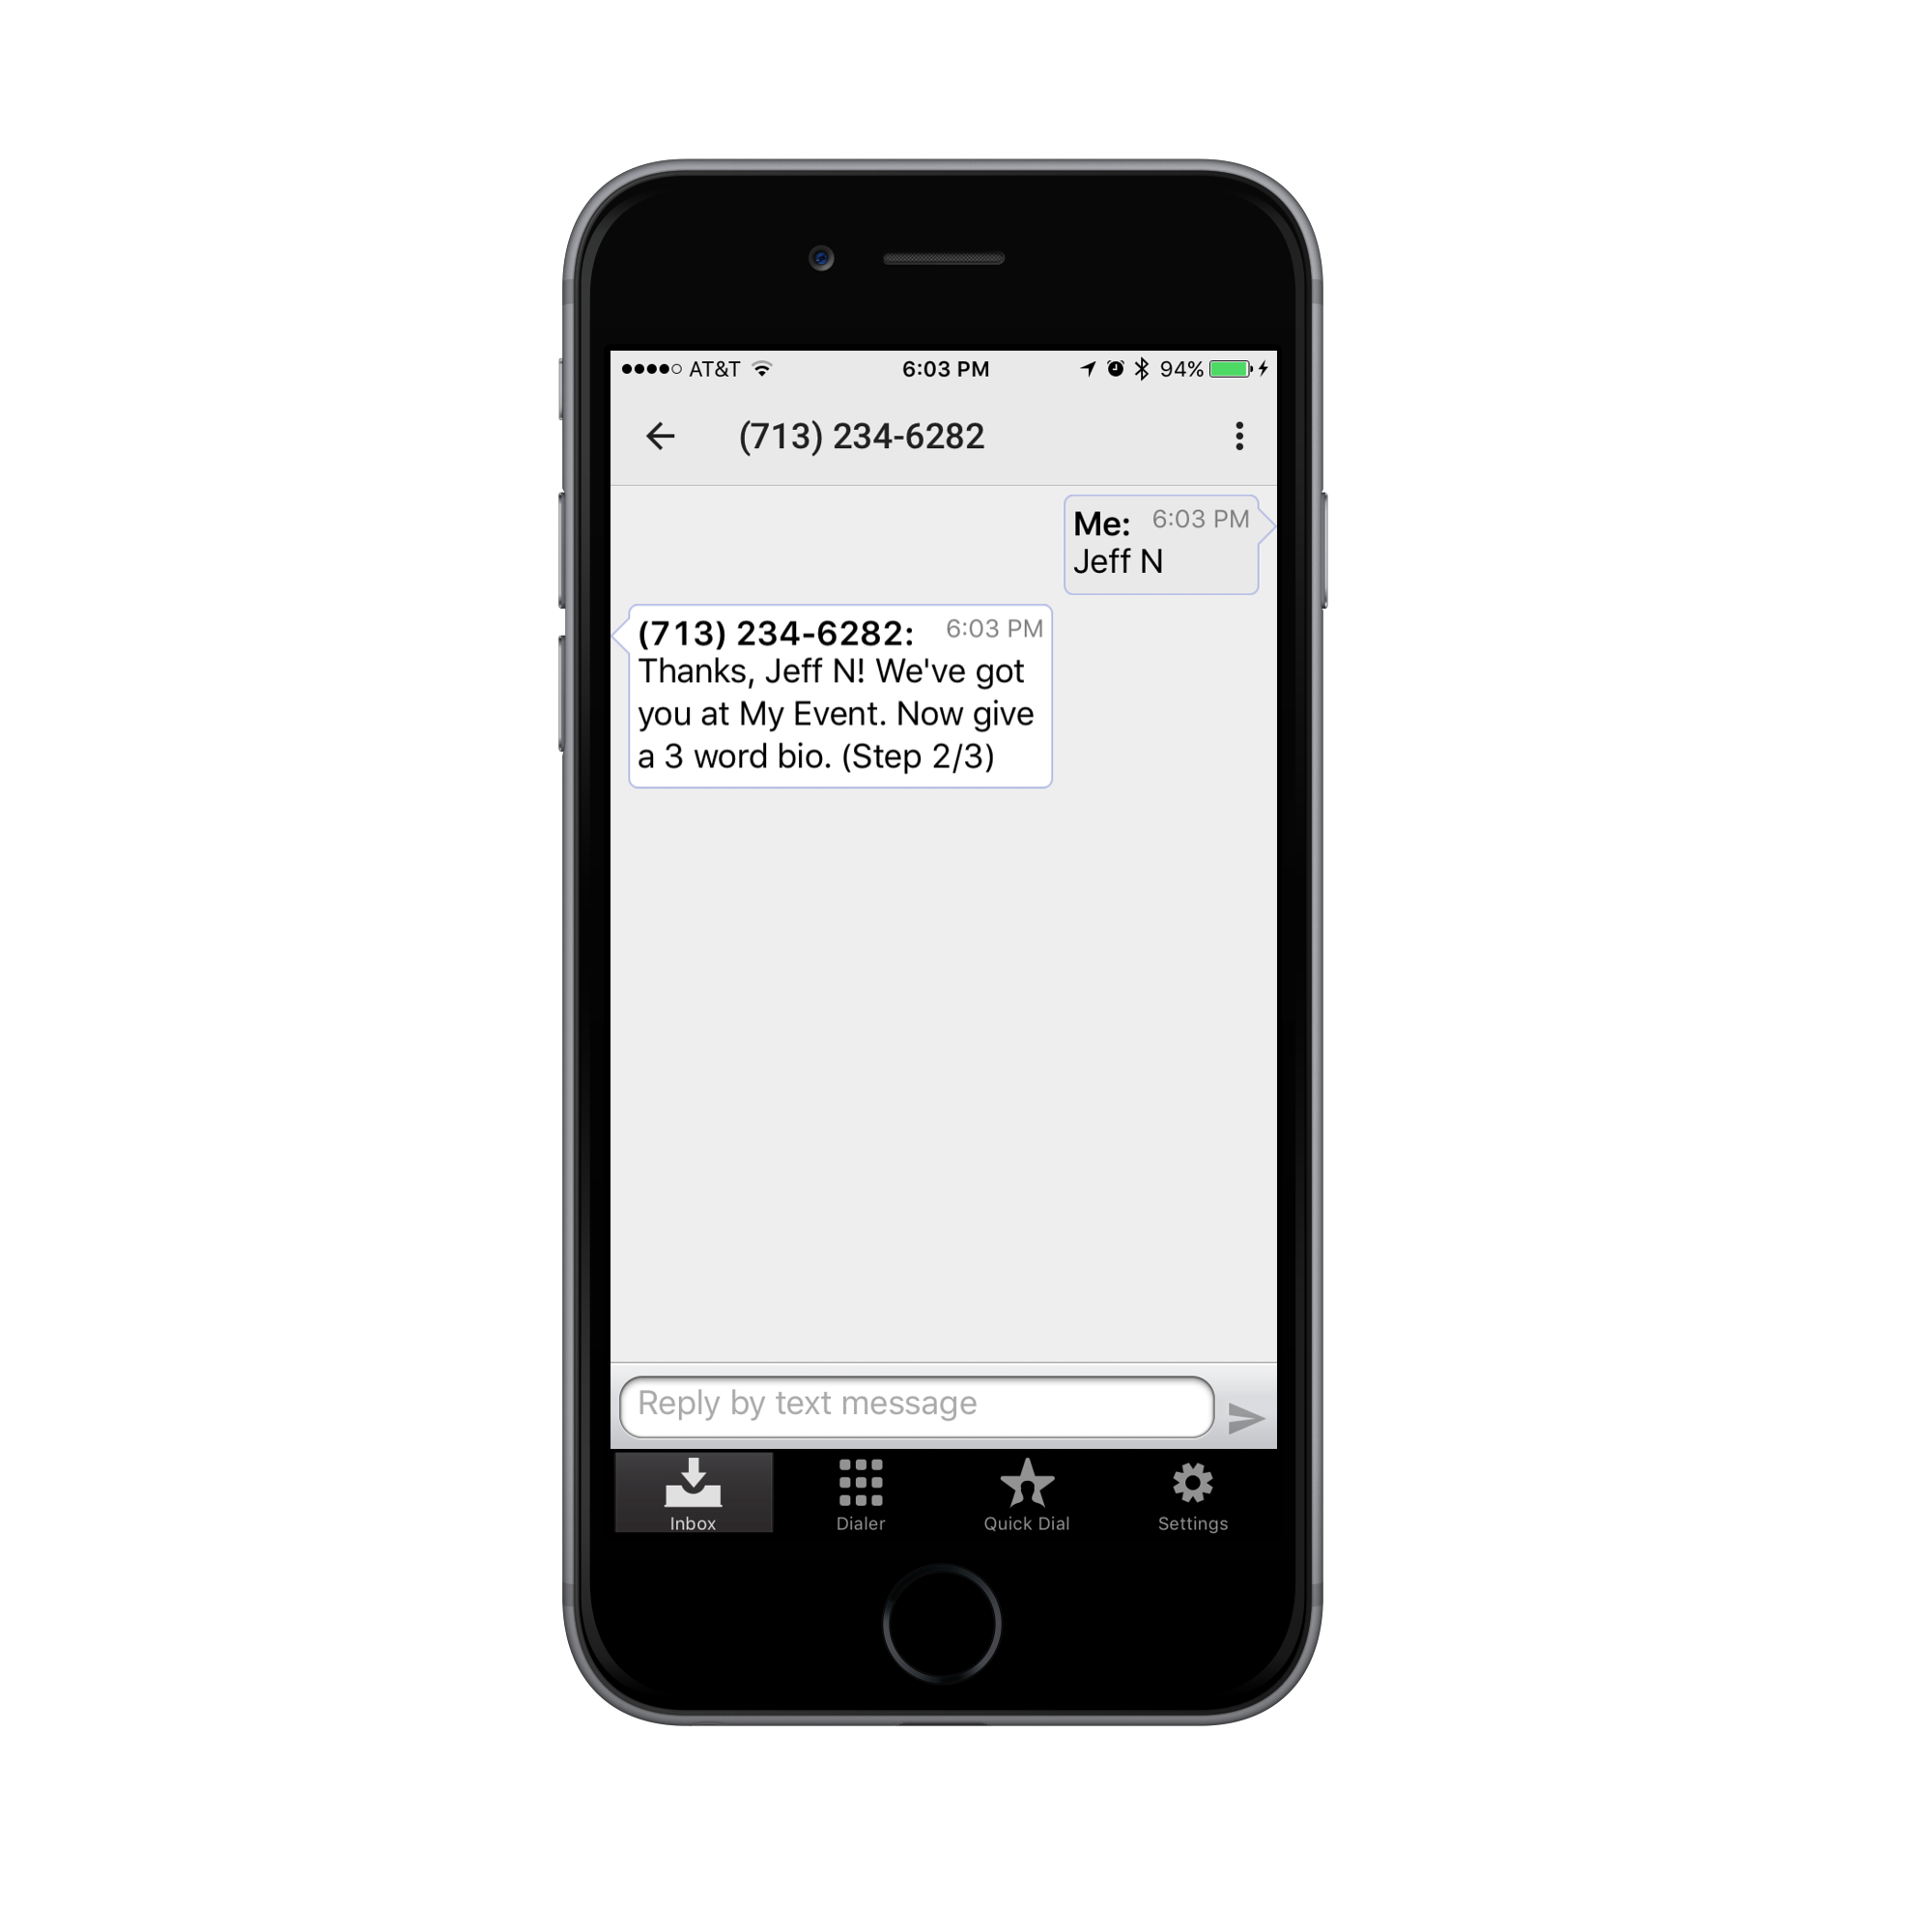 AT&T 6:03 PM 94%
(713) 234-6282
Me: 6:03 PM
Jeff N
(713) 234-6282: 6:03 PM
Thanks, Jeff N! We've got
you at My Event. Now give
a 3 word bio. (Step 2/3)
Reply by text message
Inbox Dialer Quick Dial Settings